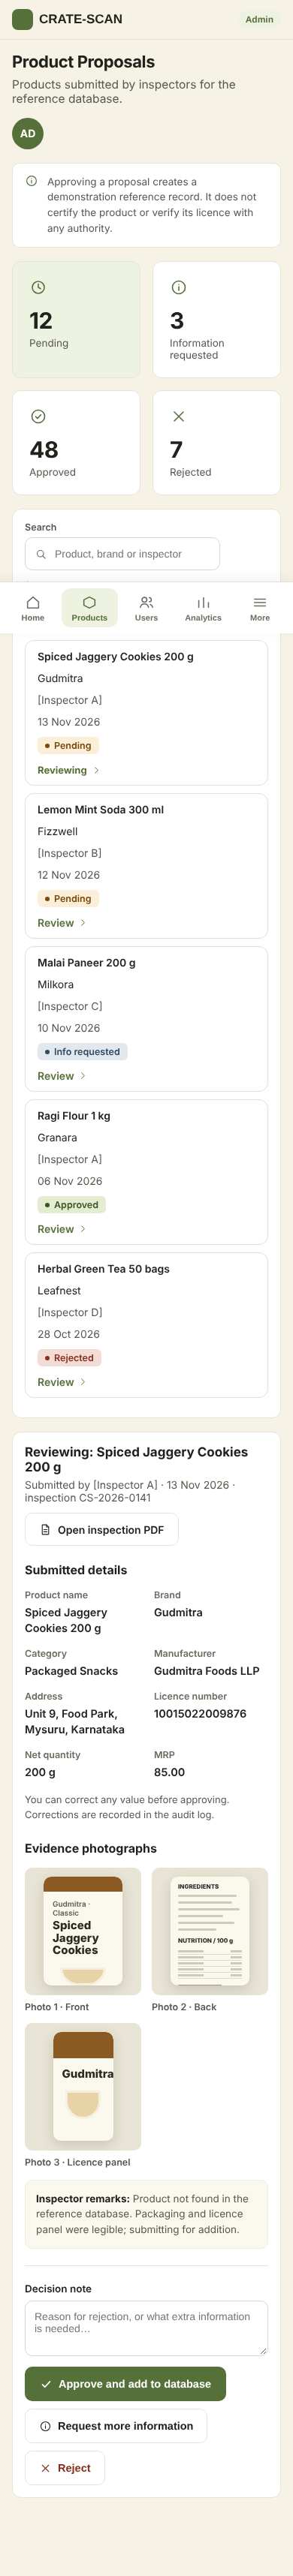 CRATE-SCAN
Admin
Product Proposals
Products submitted by inspectors for the
reference database.
AD
Approving a proposal creates a
demonstration reference record. It does not
certify the product or verify its licence with
any authority.
12
Pending
3
Information
requested
48
Approved
7
Rejected
Search
Product, brand or inspector
Home
Products
Users
Analytics
More
Spiced Jaggery Cookies 200 g
Gudmitra
[Inspector A]
13 Nov 2026
Pending
Reviewing
Lemon Mint Soda 300 ml
Fizzwell
[Inspector B]
12 Nov 2026
Pending
Review
Malai Paneer 200 g
Milkora
[Inspector C]
10 Nov 2026
Info requested
Review
Ragi Flour 1 kg
Granara
[Inspector A]
06 Nov 2026
Approved
Review
Herbal Green Tea 50 bags
Leafnest
[Inspector D]
28 Oct 2026
Rejected
Review
Reviewing: Spiced Jaggery Cookies
200 g
Submitted by [Inspector A] · 13 Nov 2026 ·
inspection CS-2026-0141
Open inspection PDF
Submitted details
Product name
Spiced Jaggery
Cookies 200 g
Brand
Gudmitra
Category
Packaged Snacks
Manufacturer
Gudmitra Foods LLP
Address
Unit 9, Food Park,
Mysuru, Karnataka
Licence number
10015022009876
Net quantity
200 g
MRP
85.00
You can correct any value before approving.
Corrections are recorded in the audit log.
Evidence photographs
Gudmitra ·
Classic
Spiced
Jaggery
Cookies
INGREDIENTS
NUTRITION / 100 g
Photo 1 · Front
Photo 2 · Back
Gudmitra
Photo 3 · Licence panel
Inspector remarks: Product not found in the
reference database. Packaging and licence
panel were legible; submitting for addition.
Decision note
Reason for rejection, or what extra information
is needed…
Approve and add to database
Request more information
Reject